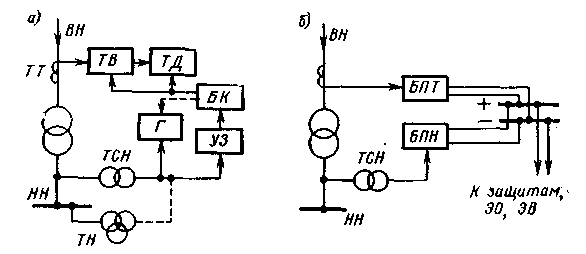 а)
ВН
ТТ
ТВ
ТД
БК
Г
УЗ
ТСН
НН
ТН
б)
ВН
БПТ
+
−
БПН
ТСН
НН
К защитам,
ЭО, ЭВ